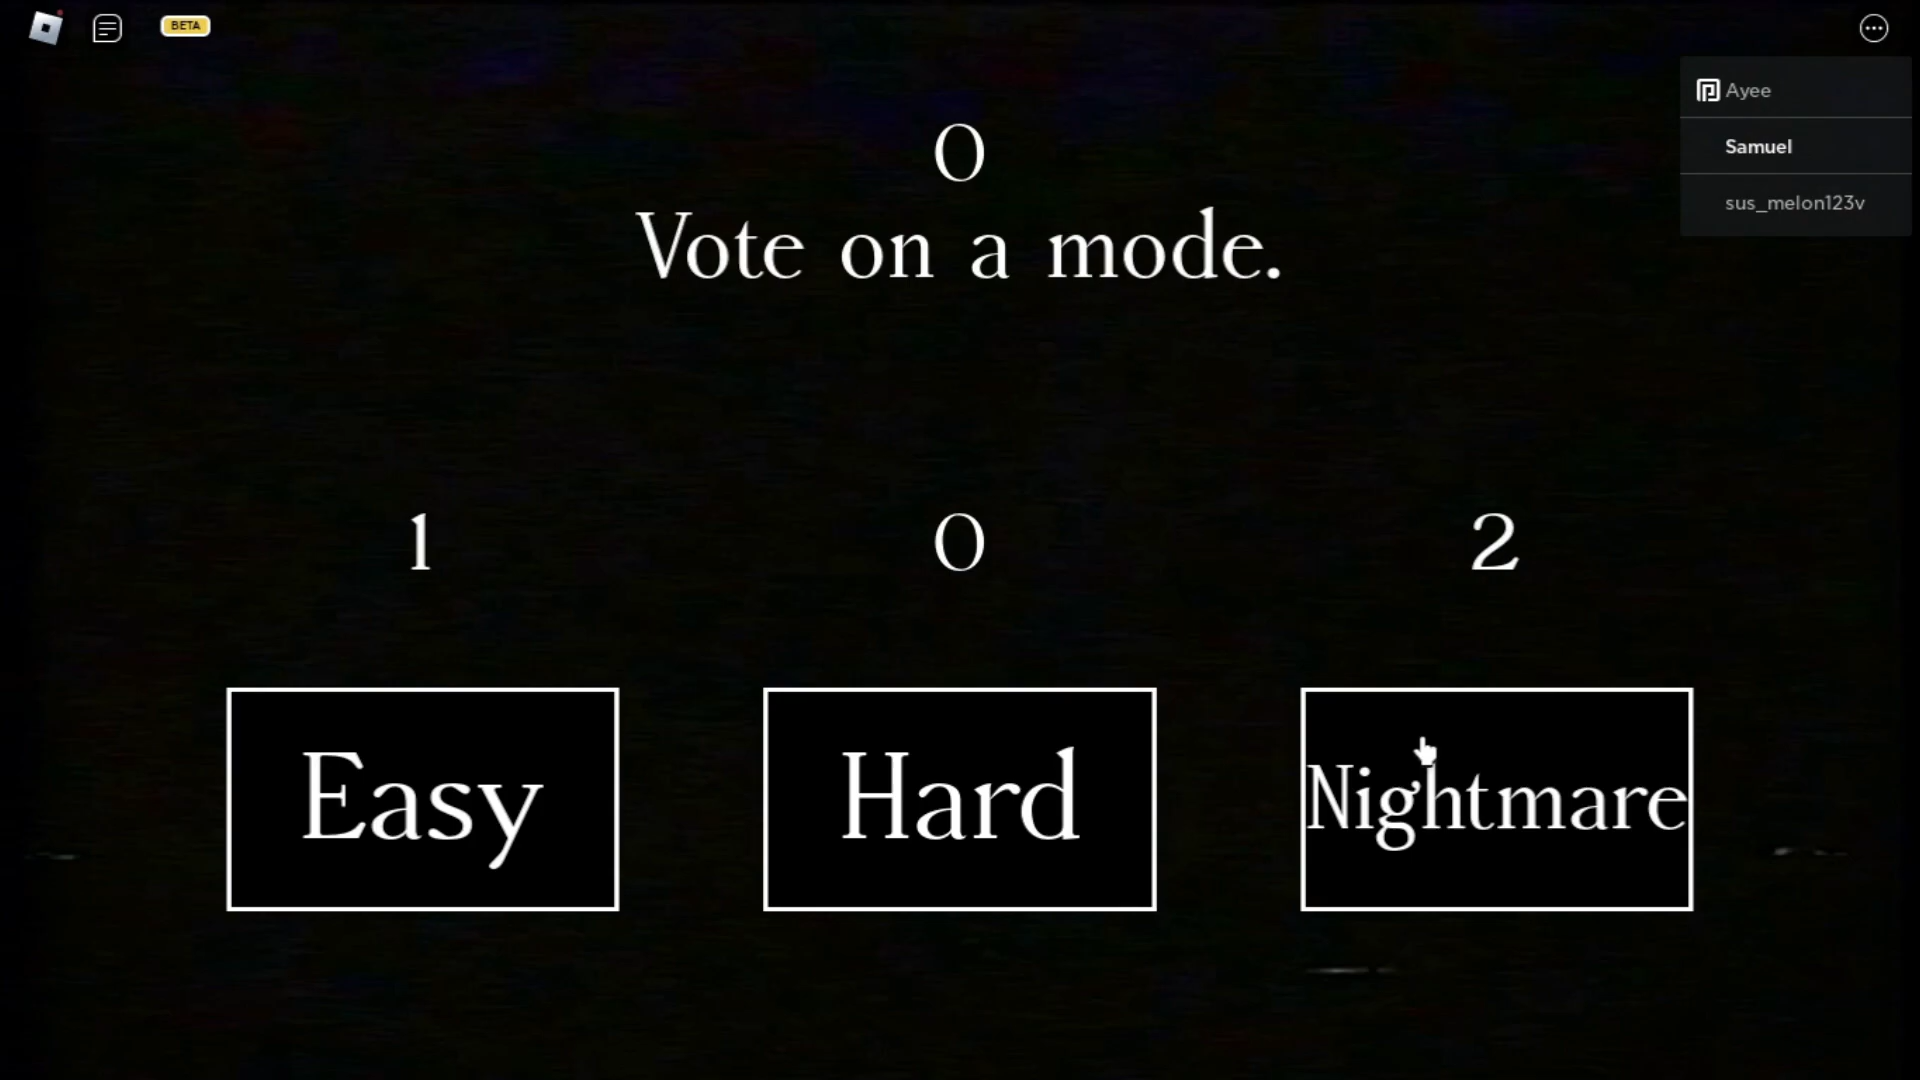 BETA
Ayee
Samuel
sus_melon123v
0
Vote on a mode.
1
0
2
Easy
Hard
Nightmare